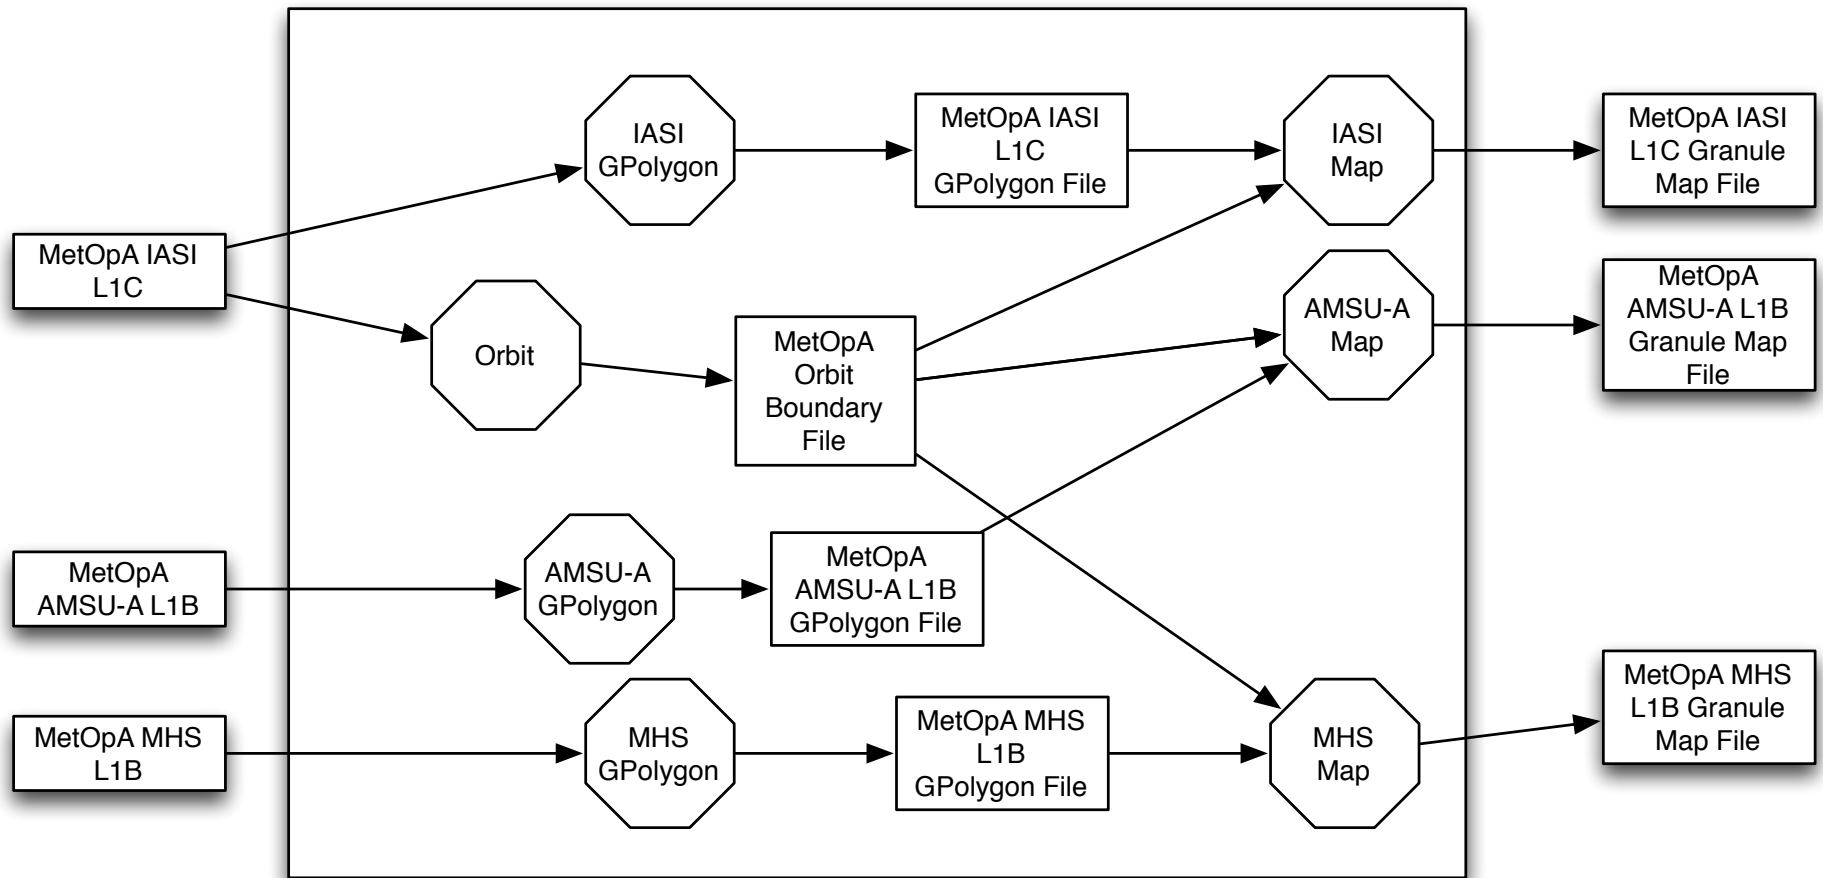 IASI
GPolygon
MetOpA IASI
L1C
GPolygon File
IASI
Map
MetOpA IASI
L1C Granule
Map File
MetOpA IASI
L1C
Orbit
MetOpA
Orbit
Boundary
File
AMSU-A
Map
MetOpA
AMSU-A L1B
Granule Map
File
MetOpA
AMSU-A L1B
AMSU-A
GPolygon
MetOpA
AMSU-A L1B
GPolygon File
MetOpA MHS
L1B
MHS
GPolygon
MetOpA MHS
L1B
GPolygon File
MHS
Map
MetOpA MHS
L1B Granule
Map File